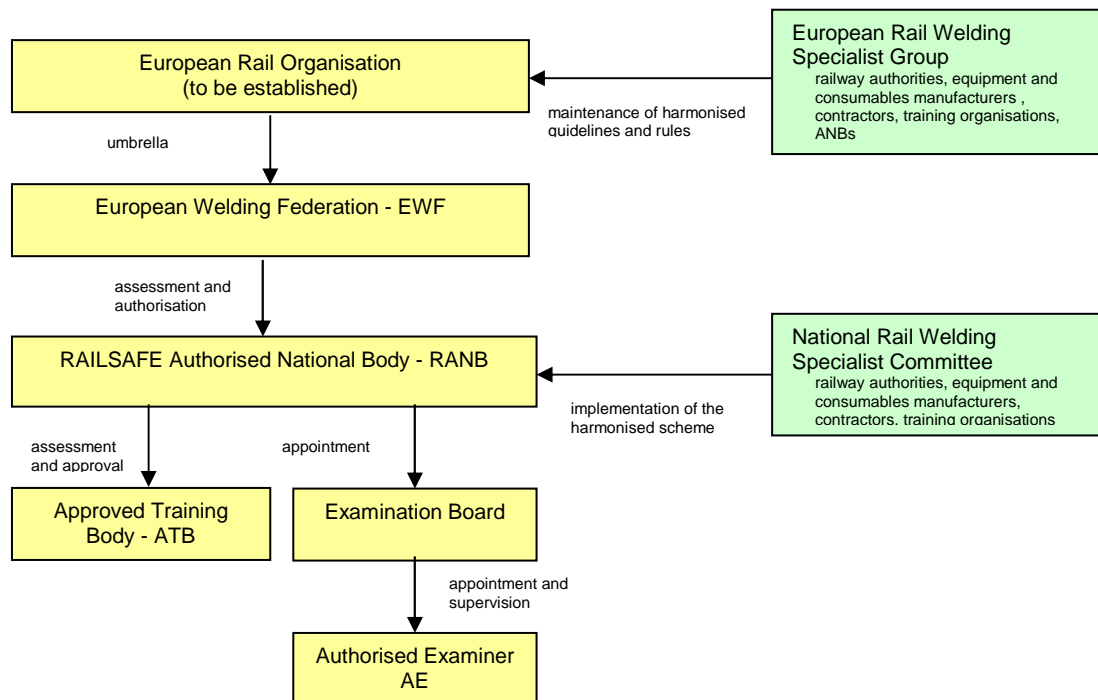 European Rail Organisation
(to be established)
European Rail Welding
Specialist Group
railway authorities, equipment and
consumables manufacturers ,
contractors, training organisations,
ANBs
maintenance of harmonised
guidelines and rules
umbrella
European Welding Federation - EWF
assessment and
authorisation
RAILSAFE Authorised National Body - RANB
National Rail Welding
Specialist Committee
railway authorities, equipment and
consumables manufacturers,
contractors. training organisations
implementation of the
harmonised scheme
assessment
and approval
appointment
Approved Training
Body - ATB
Examination Board
appointment and
supervision
Authorised Examiner
AE